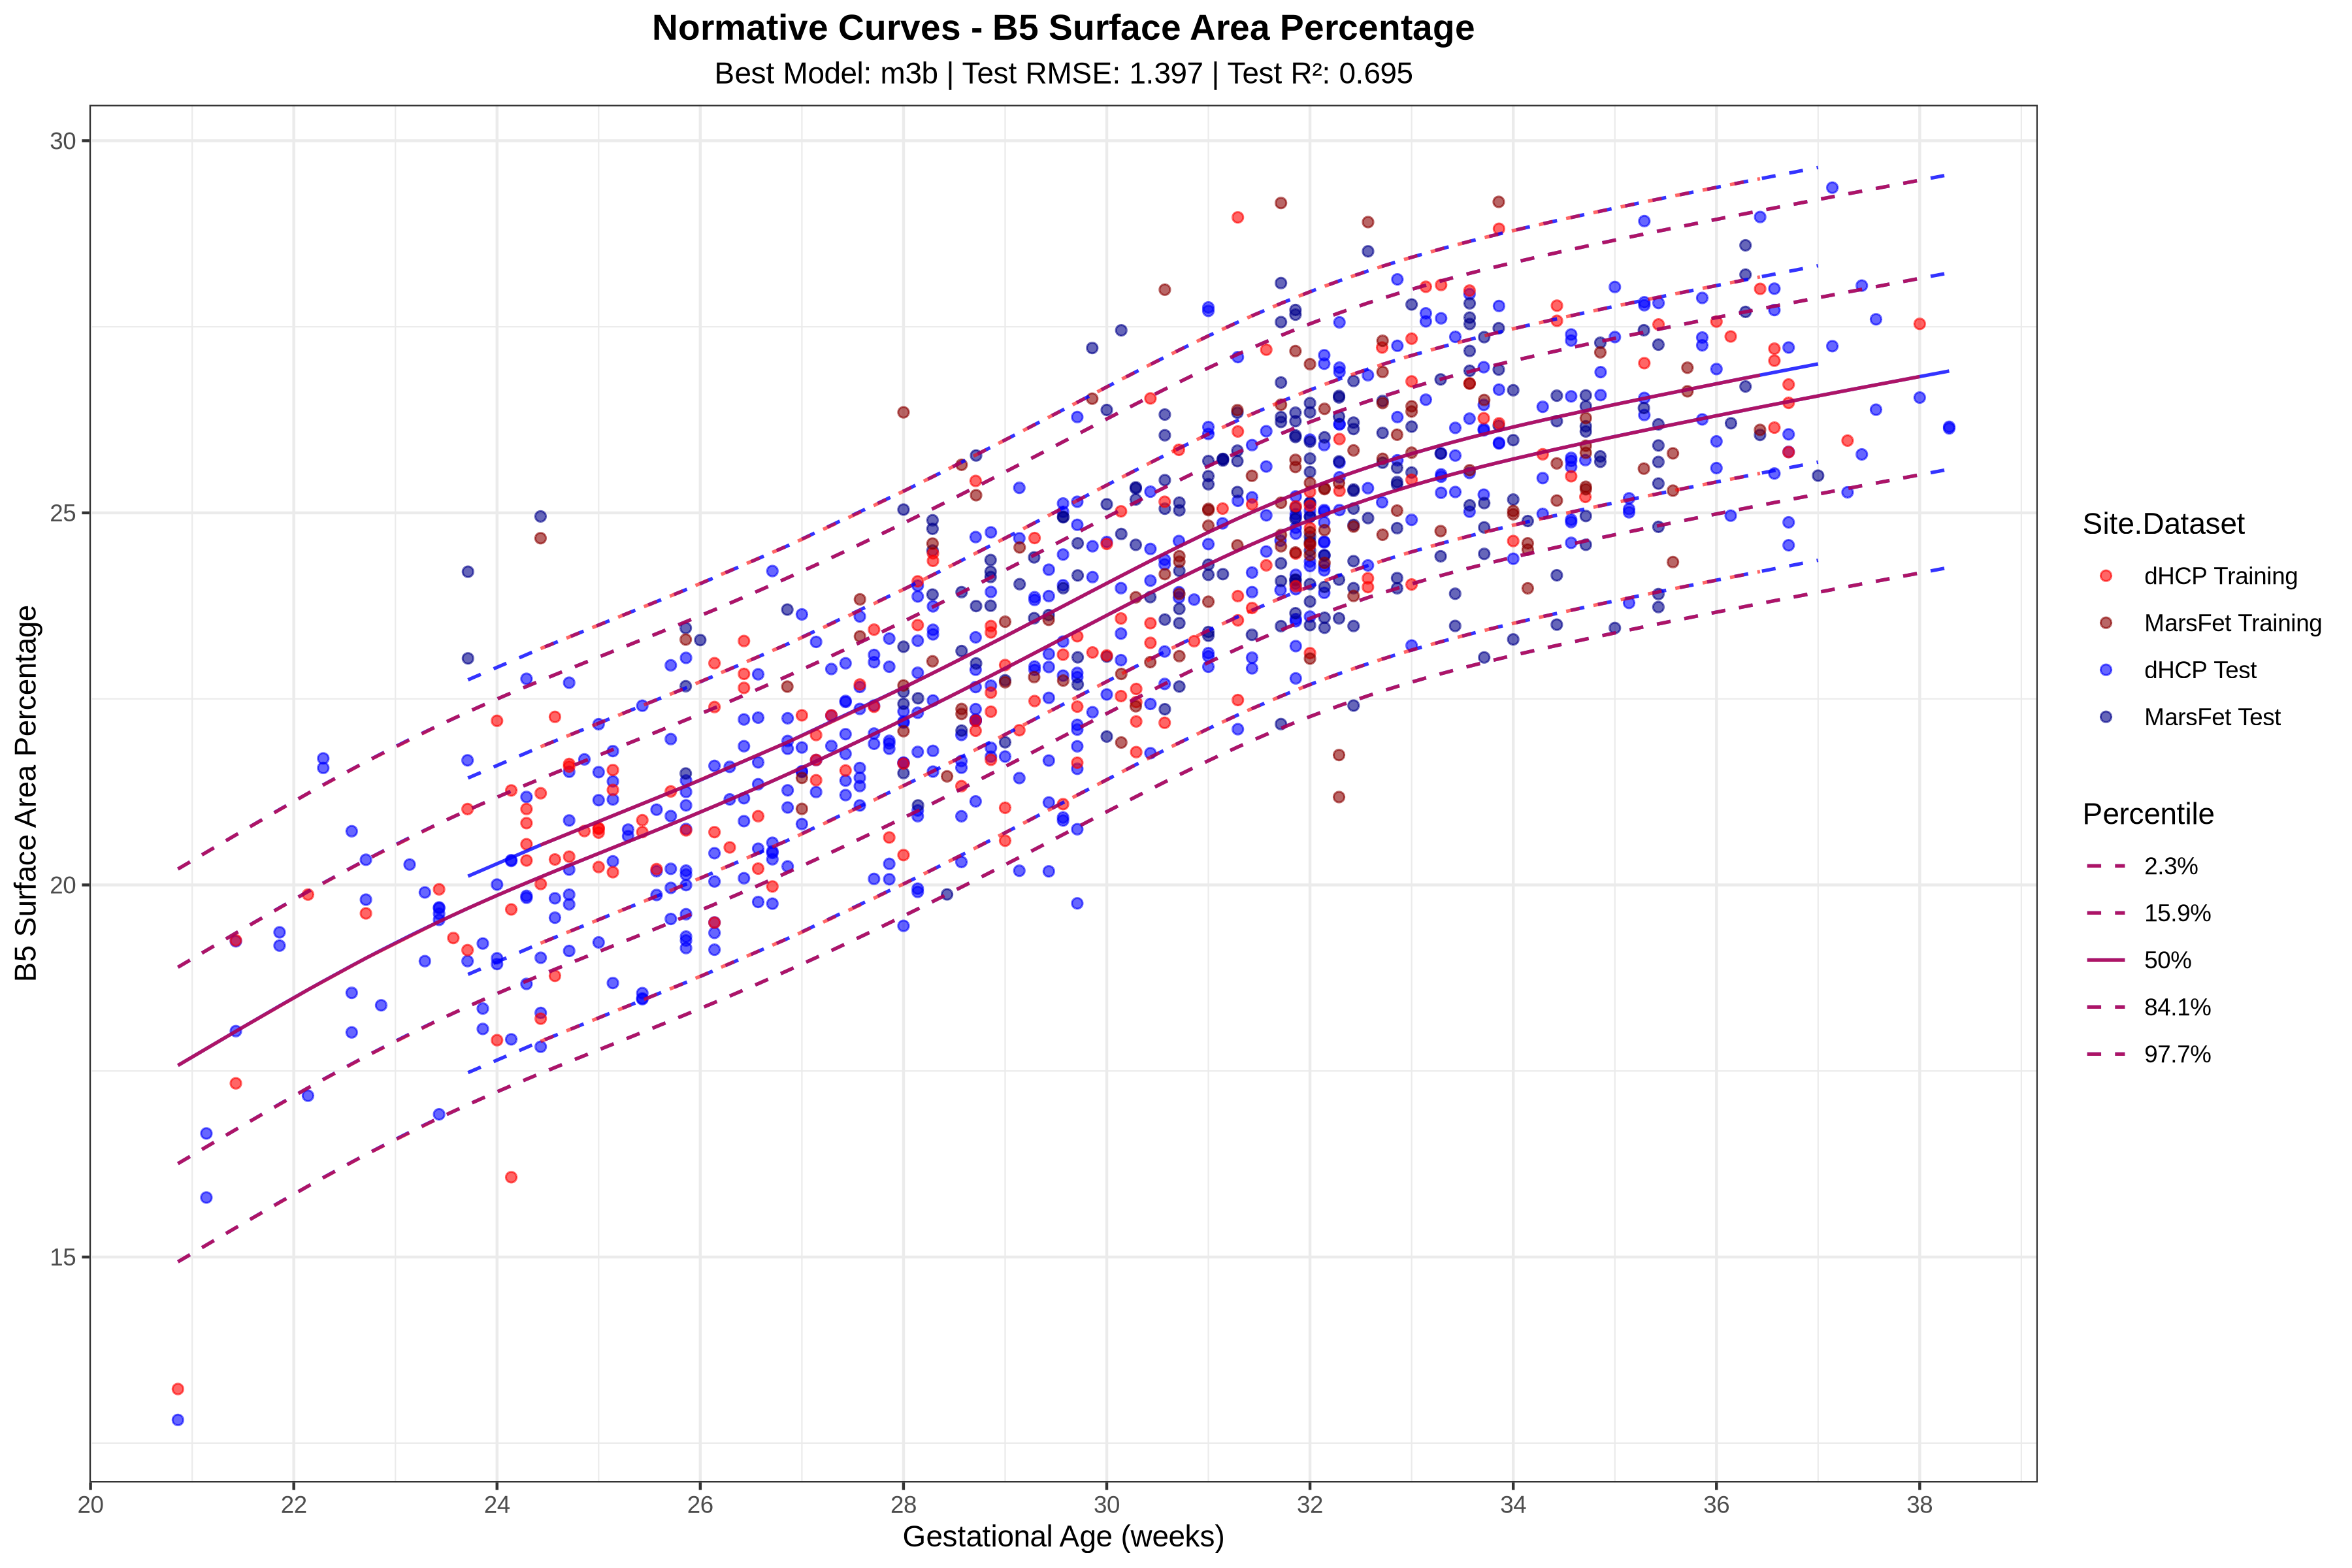 Normative Curves - B5 Surface Area Percentage
Best Model: m3b | Test RMSE: 1.397 | Test R²: 0.695
B5 Surface Area Percentage
30
25
20
15
20 22 24 26 28 30 32 34 36 38
Gestational Age (weeks)
Site.Dataset
dHCP Training
MarsFet Training
dHCP Test
MarsFet Test
Percentile
2.3%
15.9%
50%
84.1%
97.7%